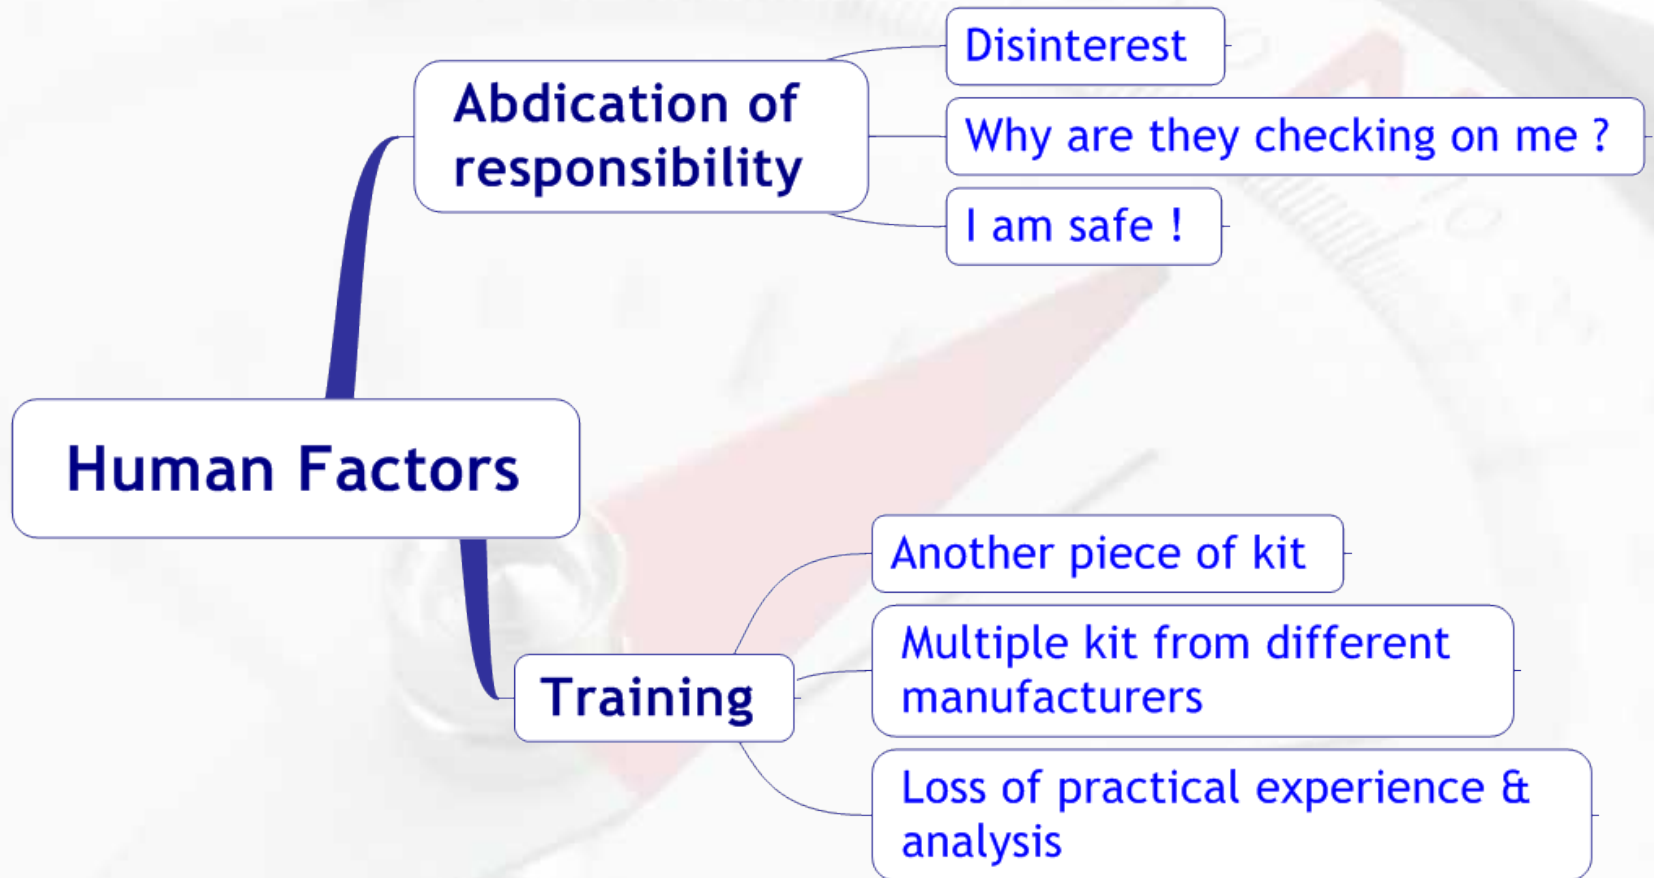 Disinterest
Abdication of
responsibility
Why are they checking on me ?
I am safe !
Human Factors
Another piece of kit
Multiple kit from different
manufacturers
Training
Loss of practical experience &
analysis